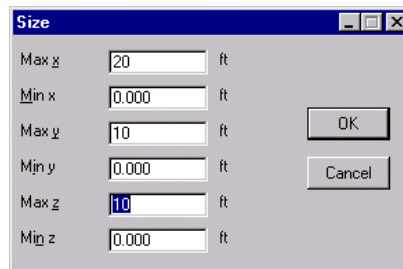 Size
Max x 20 ft
Min x 0.000 ft
Max y 10 ft
OK
Min y 0.000 ft
Cancel
Max z 10 ft
Min z 0.000 ft